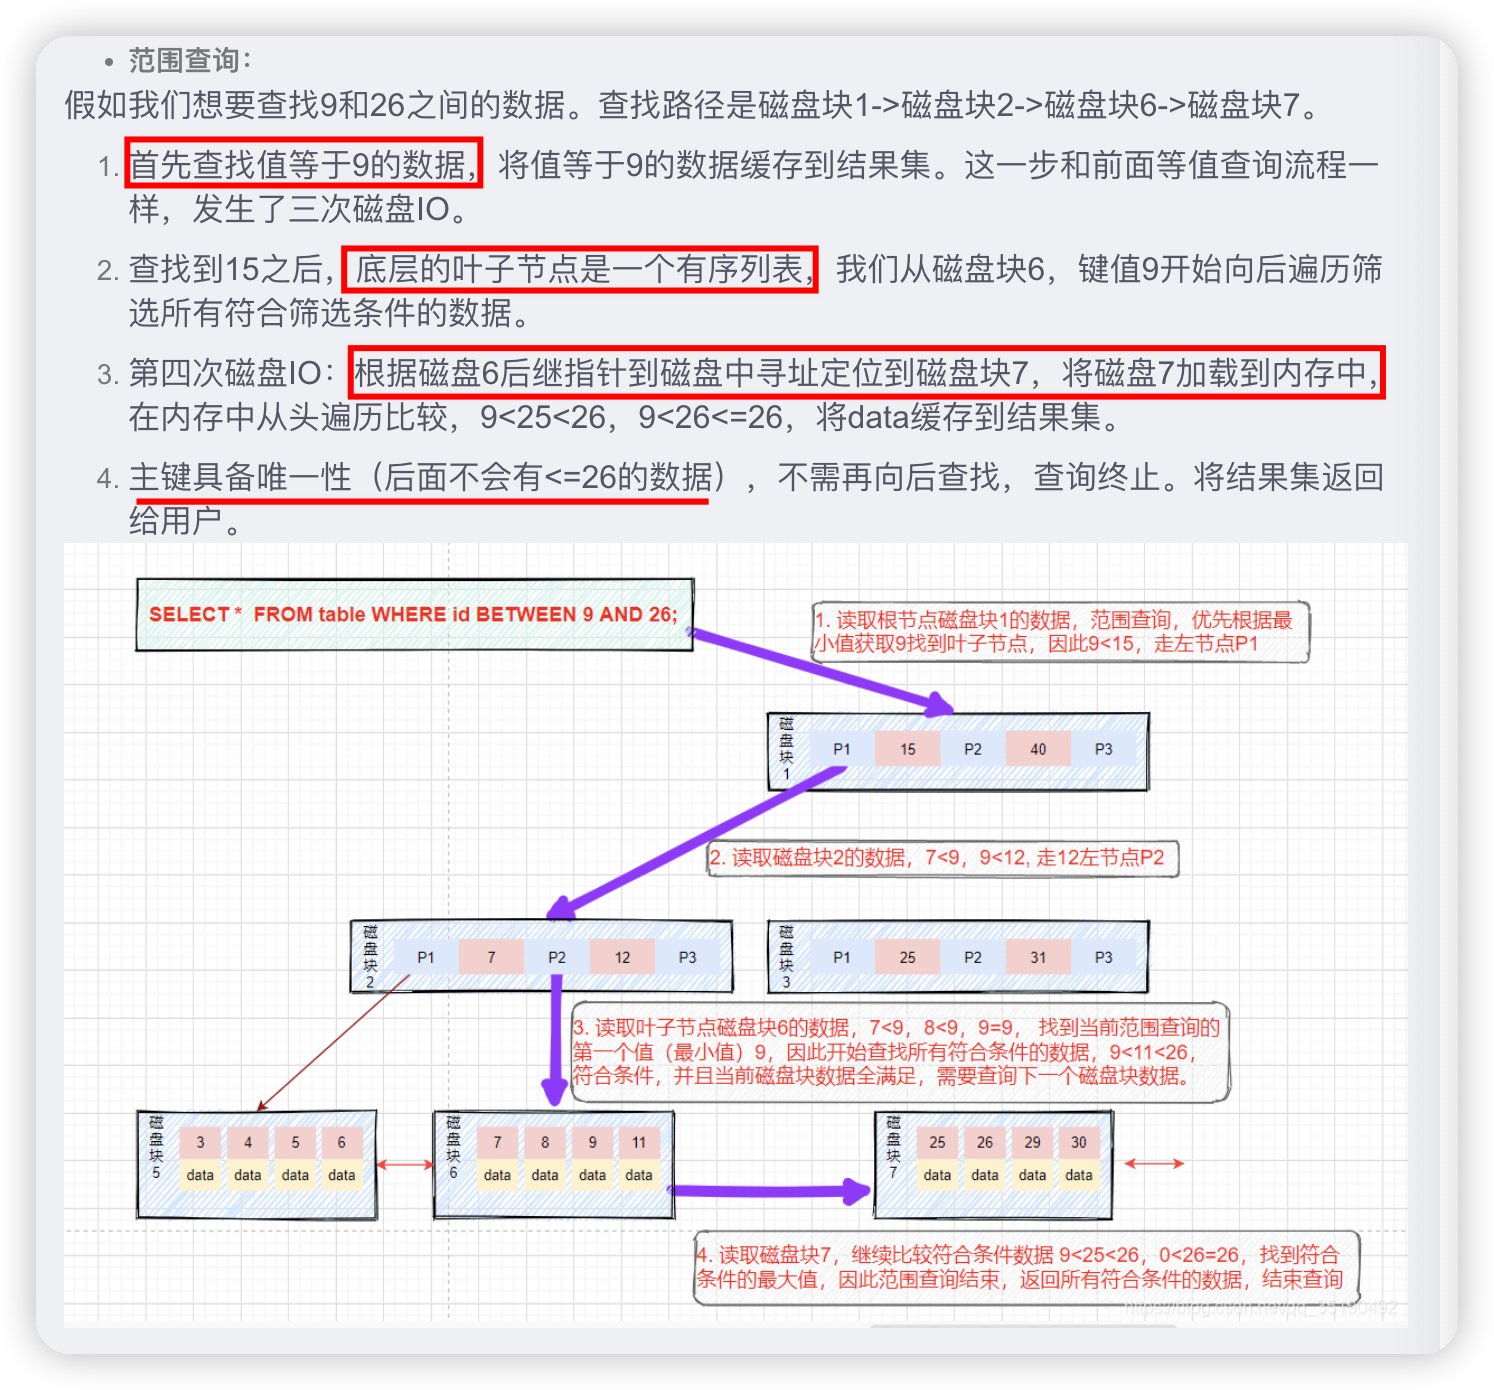 • 范围查询：
假如我们想要查找9和26之间的数据。查找路径是磁盘块1->磁盘块2->磁盘块6->磁盘块7。
1. 首先查找值等于9的数据，将值等于9的数据缓存到结果集。这一步和前面等值查询流程一
样，发生了三次磁盘IO。
2. 查找到15之后，底层的叶子节点是一个有序列表，我们从磁盘块6，键值9开始向后遍历筛
选所有符合筛选条件的数据。
3. 第四次磁盘IO：根据磁盘6后继指针到磁盘中寻址定位到磁盘块7，将磁盘7加载到内存中，
在内存中从头遍历比较，9<25<26，9<26<=26，将data缓存到结果集。
4. 主键具备唯一性（后面不会有<=26的数据），不需再向后查找，查询终止。将结果集返回
给用户。
SELECT * FROM table WHERE id BETWEEN 9 AND 26;
1. 读取根节点磁盘块1的数据，范围查询，优先根据最
小值获取9找到叶子节点，因此9<15，走左节点P1
磁盘块1 P1 15 P2 40 P3
2. 读取磁盘块2的数据，7<9，9<12, 走12左节点P2
磁盘块2 P1 7 P2 12 P3
磁盘块3 P1 25 P2 31 P3
3. 读取叶子节点磁盘块6的数据，7<9，8<9，9=9， 找到当前范围查询的
第一个值（最小值）9，因此开始查找所有符合条件的数据，9<11<26，
符合条件，并且当前磁盘块数据全满足，需要查询下一个磁盘块数据。
磁盘块5 3 4 5 6
data data data data
磁盘块6 7 8 9 11
data data data data
磁盘块7 25 26 29 30
data data data data
4. 读取磁盘块7，继续比较符合条件数据 9<25<26，0<26=26，找到符合
条件的最大值，因此范围查询结束，返回所有符合条件的数据，结束查询
https://blog.csdn.net/qq_35190492